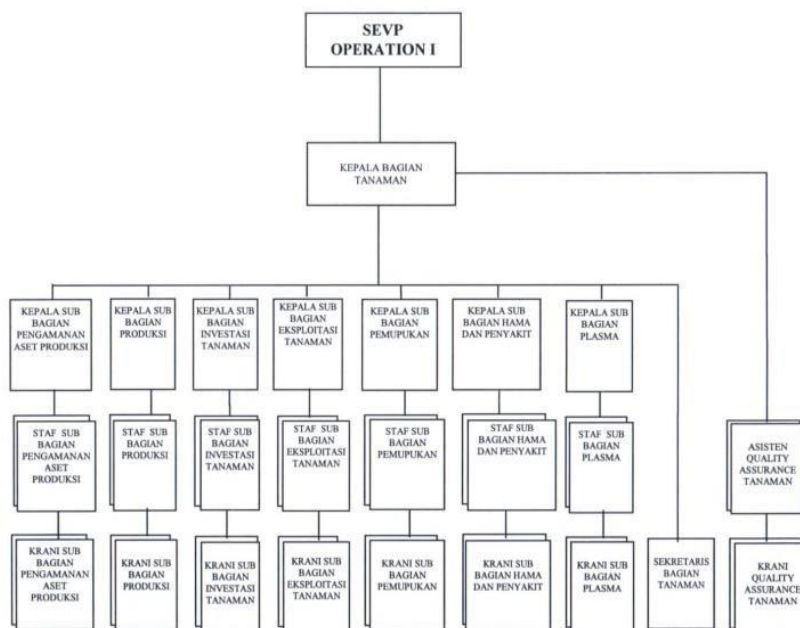 SEVP
OPERATION I
KEPALA BAGIAN
TANAMAN
KEPALA SUB
BAGIAN
PENGAMANAN
ASET PRODUKSI
KEPALA SUB
BAGIAN
PRODUKSI
KEPALA SUB
BAGIAN
INVESTASI
TANAMAN
KEPALA SUB
BAGIAN
EKSPLOITASI
TANAMAN
KEPALA SUB
BAGIAN
PEMUPUKAN
KEPALA SUB
BAGIAN HAMA
DAN PENYAKIT
KEPALA SUB
BAGIAN
PLASMA
STAF SUB
BAGIAN
PENGAMANAN
ASET
PRODUKSI
STAF SUB
BAGIAN
PRODUKSI
STAF SUB
BAGIAN
INVESTASI
TANAMAN
STAF SUB
BAGIAN
EKSPLOITASI
TANAMAN
STAF SUB
BAGIAN
PEMUPUKAN
STAF SUB
BAGIAN HAMA
DAN PENYAKIT
STAF SUB
BAGIAN
PLASMA
ASISTEN
QUALITY
ASSURANCE
TANAMAN
KRANI SUB
BAGIAN
PENGAMANAN
ASET
PRODUKSI
KRANI SUB
BAGIAN
PRODUKSI
KRANI SUB
BAGIAN
INVESTASI
TANAMAN
KRANI SUB
BAGIAN
EKSPLOITASI
TANAMAN
KRANI SUB
BAGIAN
PEMUPUKAN
KRANI SUB
BAGIAN HAMA
DAN PENYAKIT
KRANI SUB
BAGIAN
PLASMA
SEKRETARIS
BAGIAN
TANAMAN
KRANI
QUALITY
ASSURANCE
TANAMAN